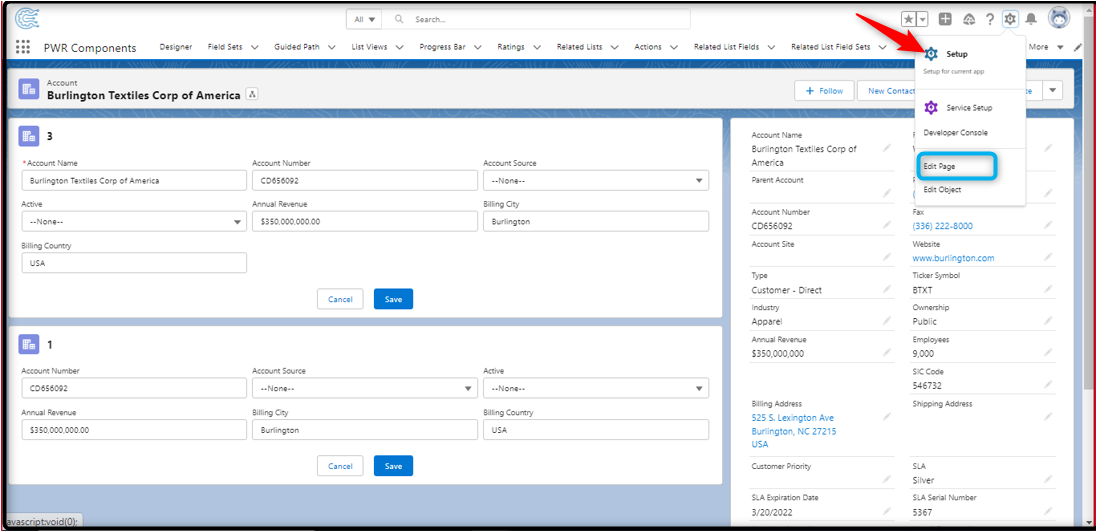 All
Search...
PWR Components
Designer
Field Sets
Guided Path
List Views
Progress Bar
Ratings
Related Lists
Actions
Related List Fields
Related List Field Sets
More
Setup
Setup for current app
Service Setup
Developer Console
Edit Page
Edit Object
Account
Burlington Textiles Corp of America
+ Follow
New Contact
3
*Account Name
Account Number
Account Source
Burlington Textiles Corp of America
CD656092
--None--
Active
Annual Revenue
Billing City
--None--
$350,000,000.00
Burlington
Billing Country
USA
Cancel
Save
1
Account Number
Account Source
Active
CD656092
--None--
--None--
Annual Revenue
Billing City
Billing Country
$350,000,000.00
Burlington
USA
Cancel
Save
Account Name
Burlington Textiles Corp of
America
Parent Account
Account Number
CD656092
Fax
(336) 222-8000
Account Site
Website
www.burlington.com
Type
Customer - Direct
Ticker Symbol
BTXT
Industry
Apparel
Ownership
Public
Annual Revenue
$350,000,000
Employees
9,000
SIC Code
546732
Billing Address
525 S. Lexington Ave
Burlington, NC 27215
USA
Shipping Address
Customer Priority
SLA
Silver
SLA Expiration Date
3/20/2022
SLA Serial Number
5367
avascript:void(0);